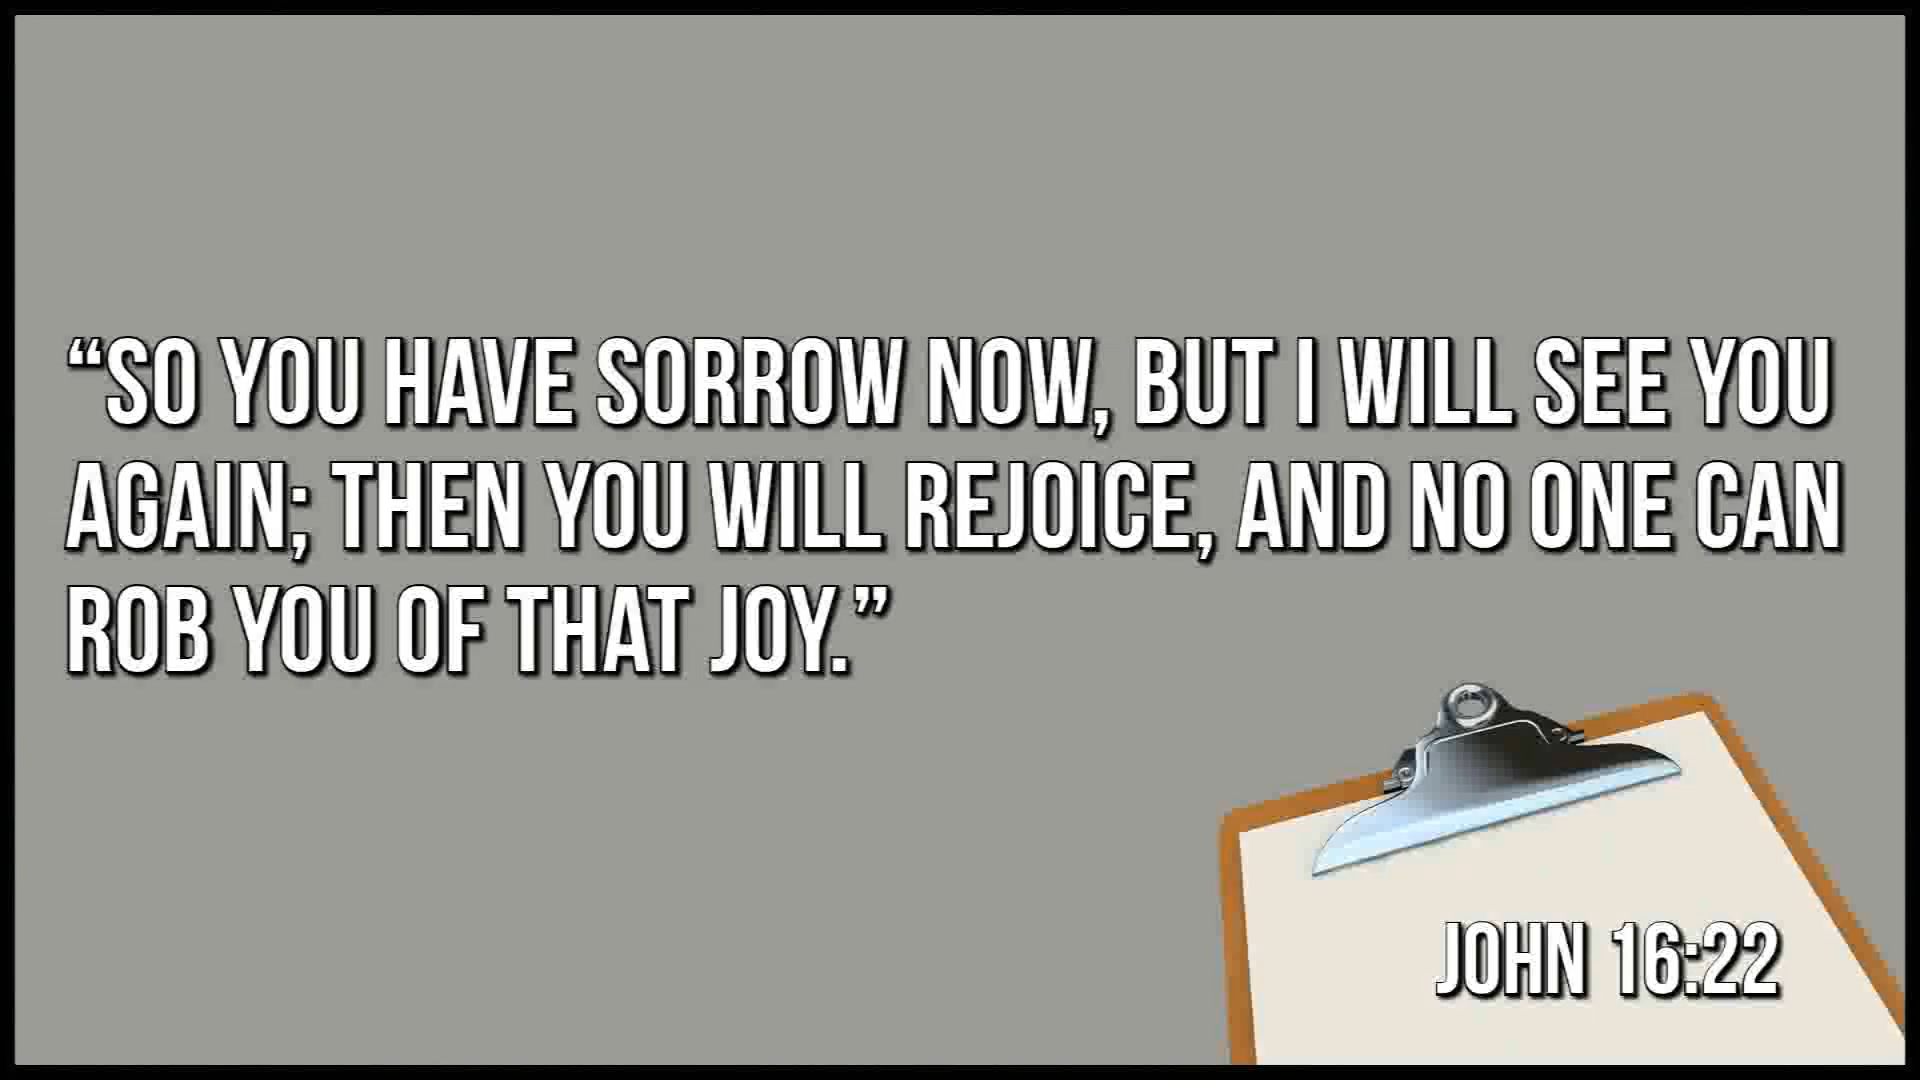 “SO YOU HAVE SORROW NOW, BUT I WILL SEE YOU
AGAIN; THEN YOU WILL REJOICE, AND NO ONE CAN
ROB YOU OF THAT JOY.”
JOHN 16:22